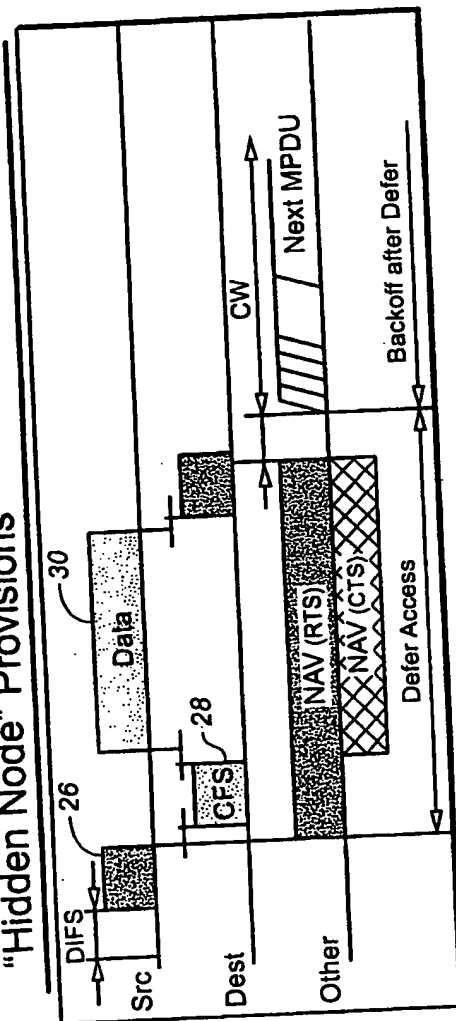 "Hidden Node" Provisions
DIFS
26
30
Src
Data
28
CW
Dest
CFS
Next MPDU
Other
NAV (RTS)
NAV (CTS)
Defer Access
Backoff after Defer